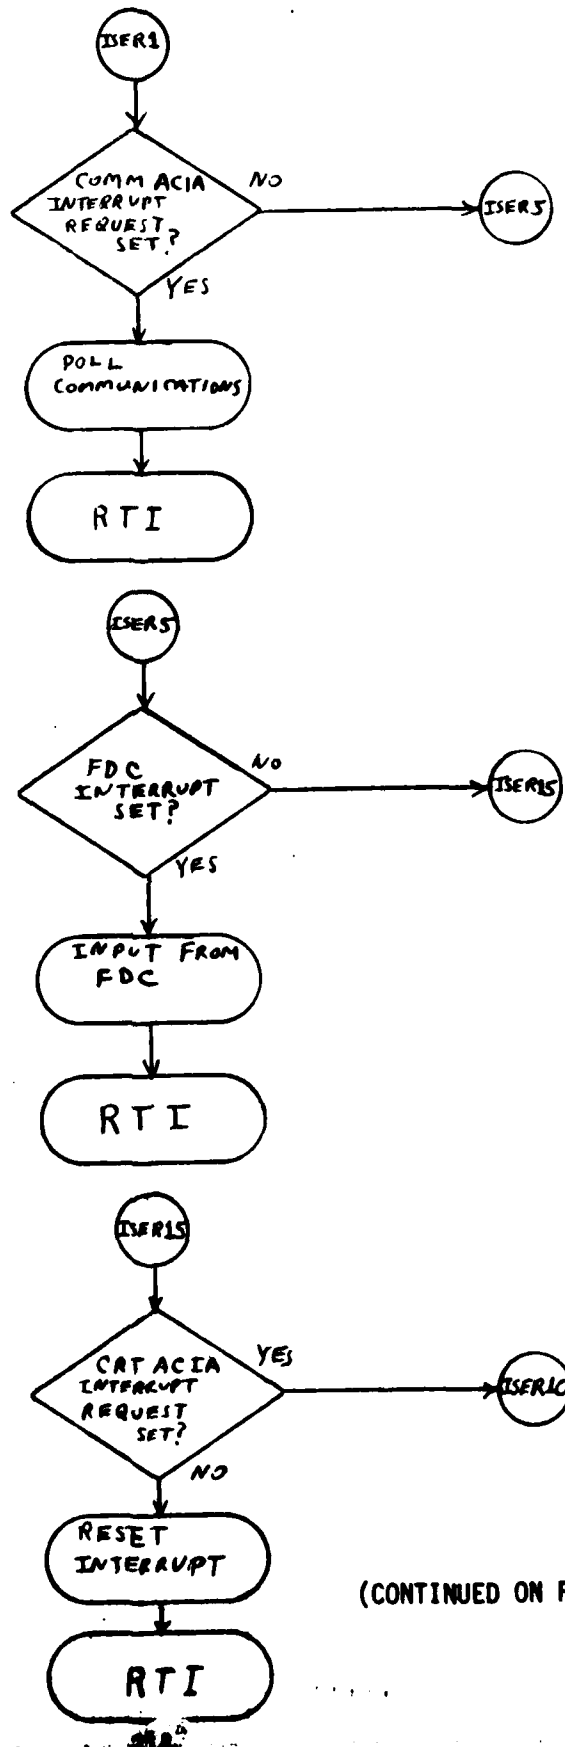 ISER1
COMM ACIA
INTERRUPT
REQUEST
SET?
NO
ISER5
YES
POLL
COMMUNICATIONS
RTI
ISER5
FDC
INTERRUPT
SET?
NO
ISER15
YES
INPUT FROM
FDC
RTI
ISER15
CRT ACIA
INTERRUPT
REQUEST
SET?
YES
ISER10
NO
RESET
INTERRUPT
(CONTINUED ON
RTI